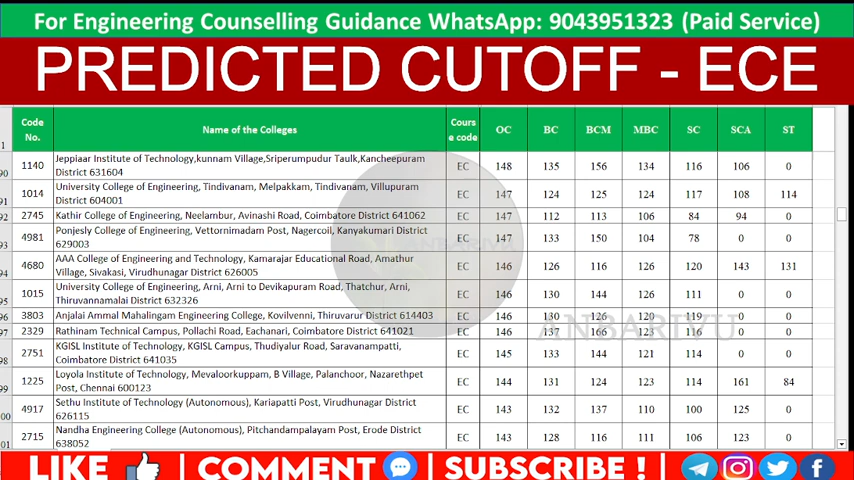 For Engineering Counselling Guidance WhatsApp: 9043951323 (Paid Service)
PREDICTED CUTOFF - ECE
Code No. Name of the Colleges Cours e code OC BC BCM MBC SC SCA ST
1140 Jeppiaar Institute of Technology,kunnam Village,Sriperumpudur Taulk,Kancheepuram EC 148 135 156 134 116 106 0
District 631604
1014 University College of Engineering, Tindivanam, Melpakkam, Tindivanam, Villupuram EC 147 124 125 124 117 108 114
District 604001
2745 Kathir College of Engineering, Neelambur, Avinashi Road, Coimbatore District 641062 EC 147 112 113 106 84 94 0
4981 Ponjesly College of Engineering, Vettornimadam Post, Nagercoil, Kanyakumari District EC 147 133 150 104 78 0 0
629003
4680 AAA College of Engineering and Technology, Kamarajar Educational Road, Amathur EC 146 126 116 126 120 143 131
Village, Sivakasi, Virudhunagar District 626005
1015 University College of Engineering, Arni, Arni to Devikapuram Road, Thatchur, Arni, EC 146 130 144 126 111 0 0
Thiruvannamalai District 632326
3803 Anjalai Ammal Mahalingam Engineering College, Kovilvenni, Thiruvarur District 614403 EC 146 130 126 120 119 0 0
2329 Rathinam Technical Campus, Pollachi Road, Eachanari, Coimbatore District 641021 EC 146 137 166 123 116 0 0
2751 KGISL Institute of Technology, KGISL Campus, Thudiyalur Road, Saravanampatti, EC 145 133 144 121 114 0 0
Coimbatore District 641035
1225 Loyola Institute of Technology, Mevaloorkuppam, B Village, Palanchoor, Nazarethpet EC 144 131 124 123 114 161 84
Post, Chennai 600123
4917 Sethu Institute of Technology (Autonomous), Kariapatti Post, Virudhunagar District EC 143 132 137 110 100 125 0
626115
2715 Nandha Engineering College (Autonomous), Pitchandampalayam Post, Erode District EC 143 128 116 111 106 123 0
638052
ANBARIVU
LIKE | COMMENT | SUBSCRIBE ! |